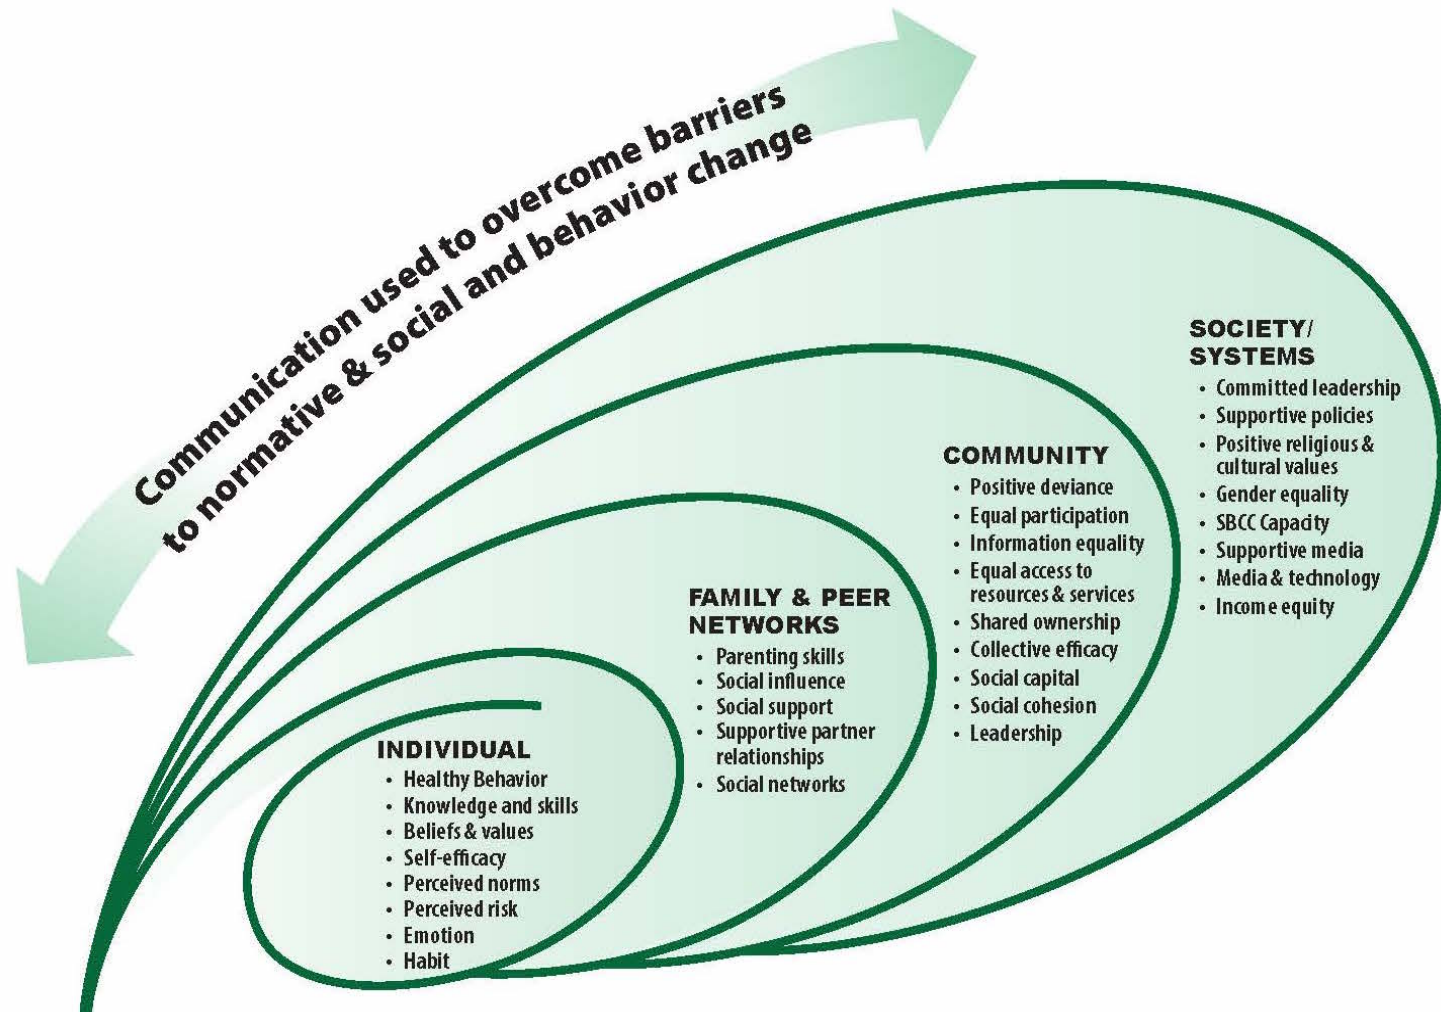 Communication used to overcome barriers
to normative & social and behavior change
SOCIETY/
SYSTEMS
• Committed leadership
• Supportive policies
• Positive religious &
cultural values
• Gender equality
• SBCC Capacity
• Supportive media
• Media & technology
• Income equity
COMMUNITY
• Positive deviance
• Equal participation
• Information equality
• Equal access to
resources & services
• Shared ownership
• Collective efficacy
• Social capital
• Social cohesion
• Leadership
FAMILY & PEER
NETWORKS
• Parenting skills
• Social influence
• Social support
• Supportive partner
relationships
• Social networks
INDIVIDUAL
• Healthy Behavior
• Knowledge and skills
• Beliefs & values
• Self-efficacy
• Perceived norms
• Perceived risk
• Emotion
• Habit